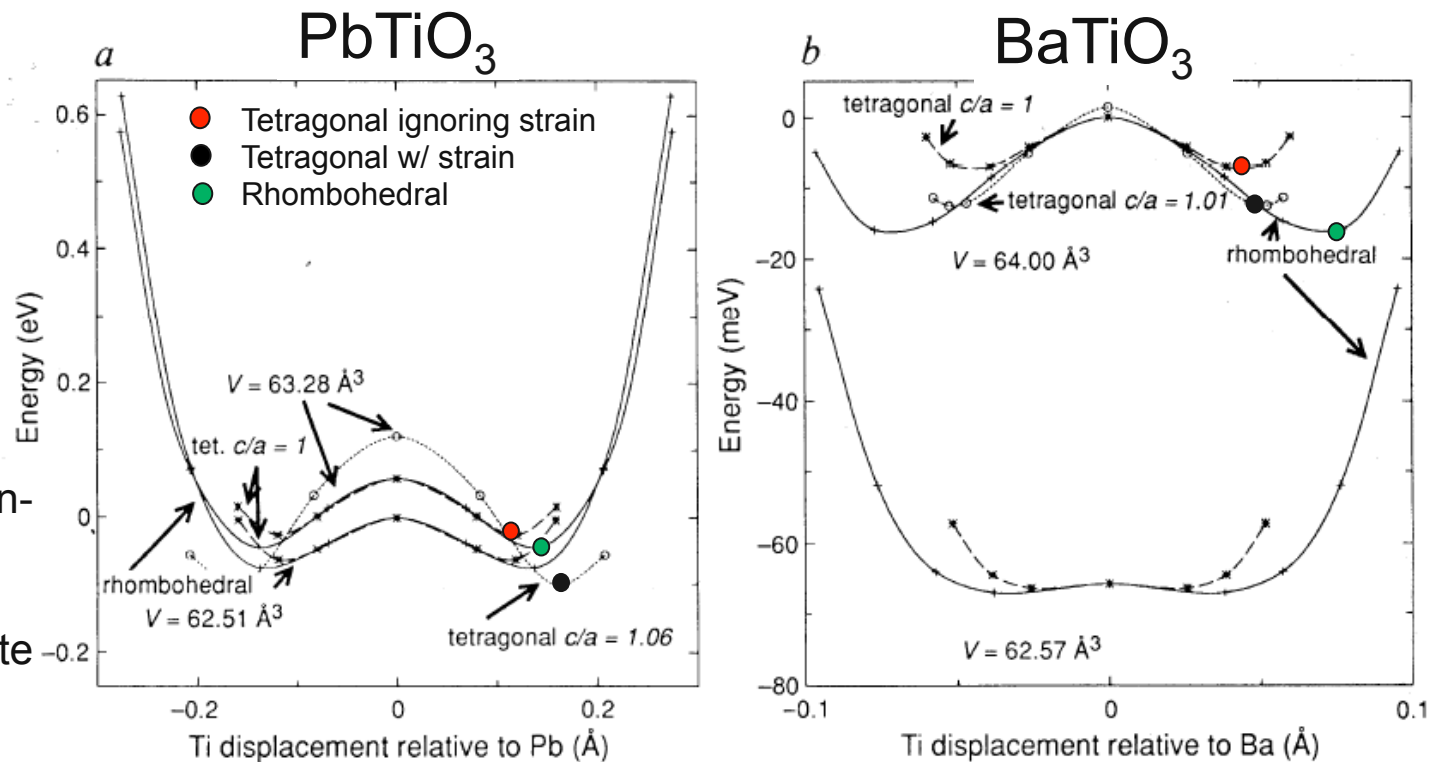 PbTiO₃
BaTiO₃
a
b
Tetragonal ignoring strain
Tetragonal w/ strain
Rhombohedral
0.6
0.4
0.2
0
−0.2
Energy (eV)
V = 63.28 Å³
tet. c/a = 1
rhombohedral
V = 62.51 Å³
tetragonal c/a = 1.06
n-
te
−0.2
0
0.2
Ti displacement relative to Pb (Å)
0
−20
−40
−60
−80
Energy (meV)
tetragonal c/a = 1
tetragonal c/a = 1.01
V = 64.00 Å³
rhombohedral
V = 62.57 Å³
−0.1
0
0.1
Ti displacement relative to Ba (Å)